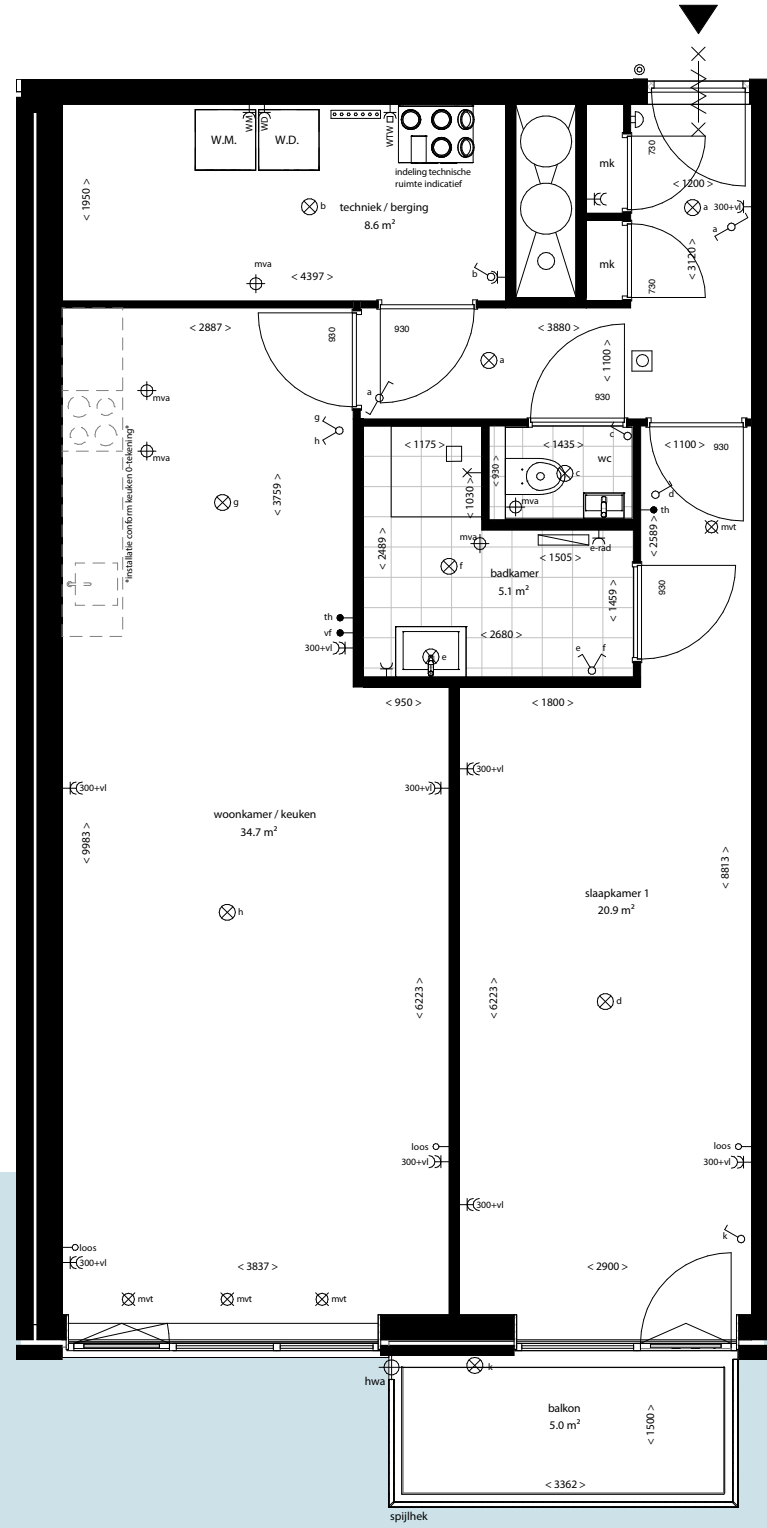 W.M.
WM
WD
W.D.
WTW
indeling technische
ruimte indicatief
mk
730
< 1200 >
< 1950 >
b
techniek / berging
8.6 m²
a
300+vl
a
< 3120 >
mva
< 4397 >
b
mk
730
< 2887 >
930
930
< 3880 >
a
< 1100 >
a
930
mva
g
h
< 1175 >
< 1435 >
c
wc
< 1100 >
930
mva
*installatie conform keuken 0-tekening*
g
< 3759 >
< 1030 >
< 930 >
c
d
mva
th
mvt
< 2489 >
mva
e-rad
< 2589 >
< 1505 >
f
badkamer
5.1 m²
930
< 1459 >
th
vf
300+vl
< 2680 >
e
e
f
< 950 >
< 1800 >
300+vl
300+vl
300+vl
woonkamer / keuken
34.7 m²
< 9983 >
< 8813 >
slaapkamer 1
20.9 m²
h
< 6223 >
< 6223 >
d
loos
300+vl
loos
300+vl
300+vl
k
loos
300+vl
< 3837 >
< 2900 >
mvt
mvt
mvt
k
hwa
balkon
5.0 m²
< 1500 >
< 3362 >
spijlhek